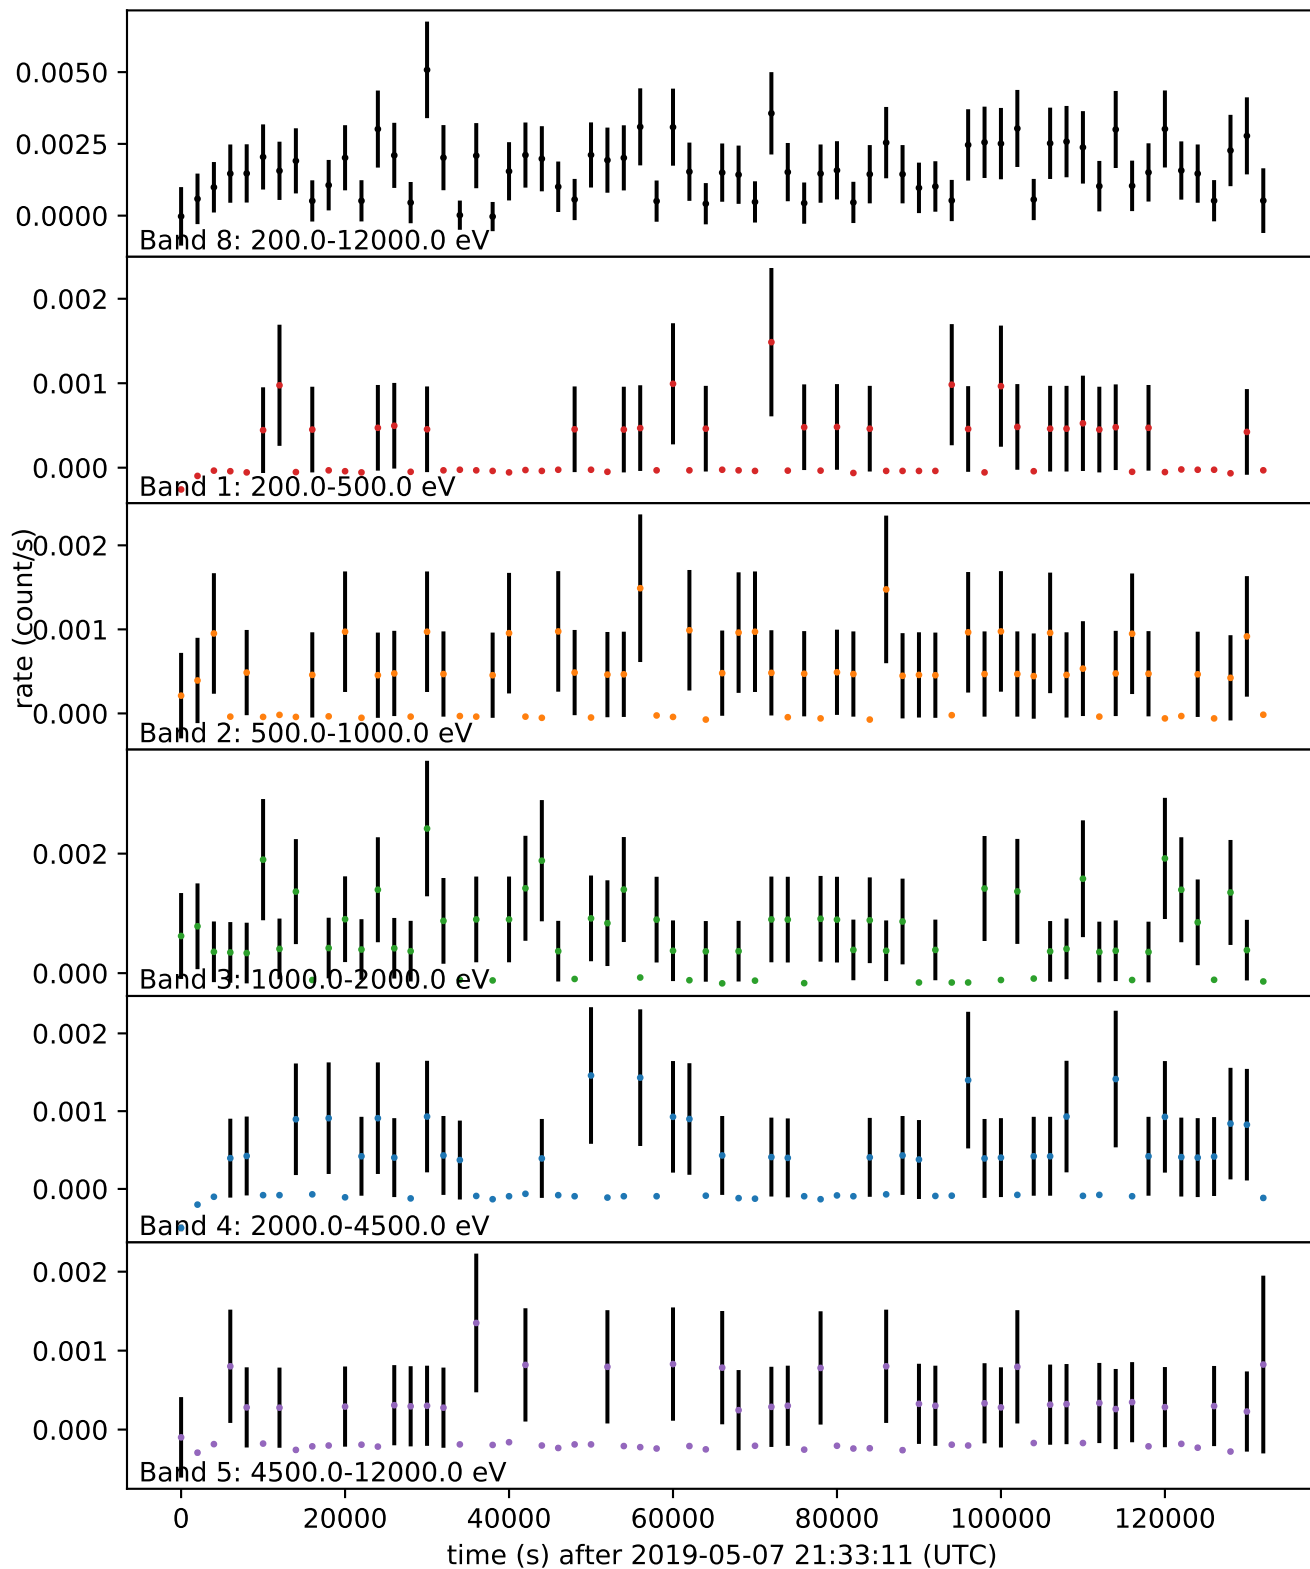 0.0050
0.0025
0.0000
Band 8: 200.0-12000.0 eV
0.002
0.001
0.000
Band 1: 200.0-500.0 eV
rate (count/s)
0.002
0.001
0.000
Band 2: 500.0-1000.0 eV
0.002
0.000
Band 3: 1000.0-2000.0 eV
0.002
0.001
0.000
Band 4: 2000.0-4500.0 eV
0.002
0.001
0.000
Band 5: 4500.0-12000.0 eV
0 20000 40000 60000 80000 100000 120000
time (s) after 2019-05-07 21:33:11 (UTC)